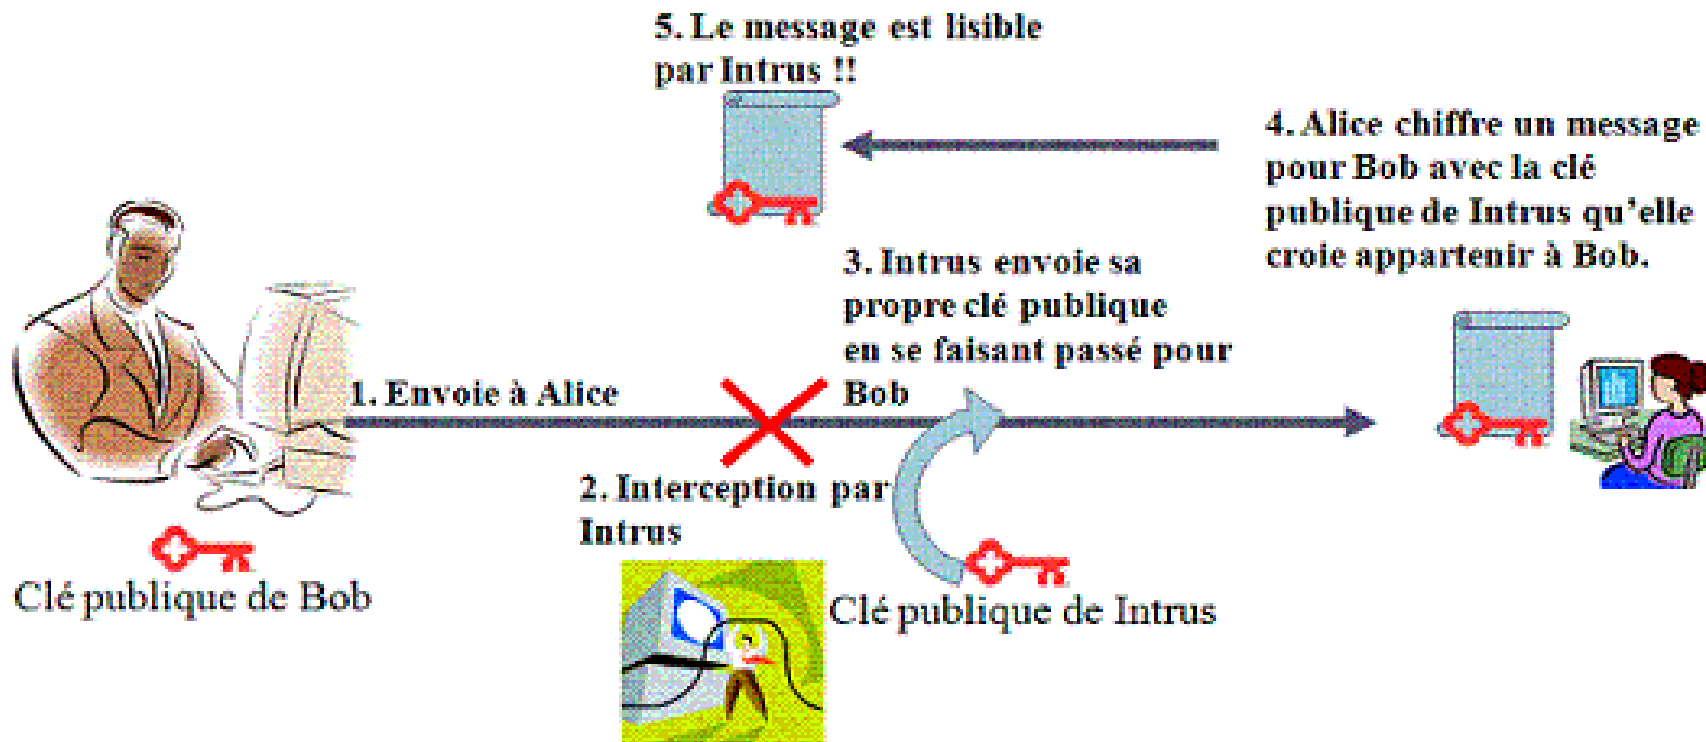 5. Le message est lisible
par Intrus !!
4. Alice chiffre un message
pour Bob avec la clé
publique de Intrus qu’elle
croie appartenir à Bob.
3. Intrus envoie sa
propre clé publique
en se faisant passé pour
Bob
1. Envoie à Alice
2. Interception par
Intrus
Clé publique de Bob
Clé publique de Intrus